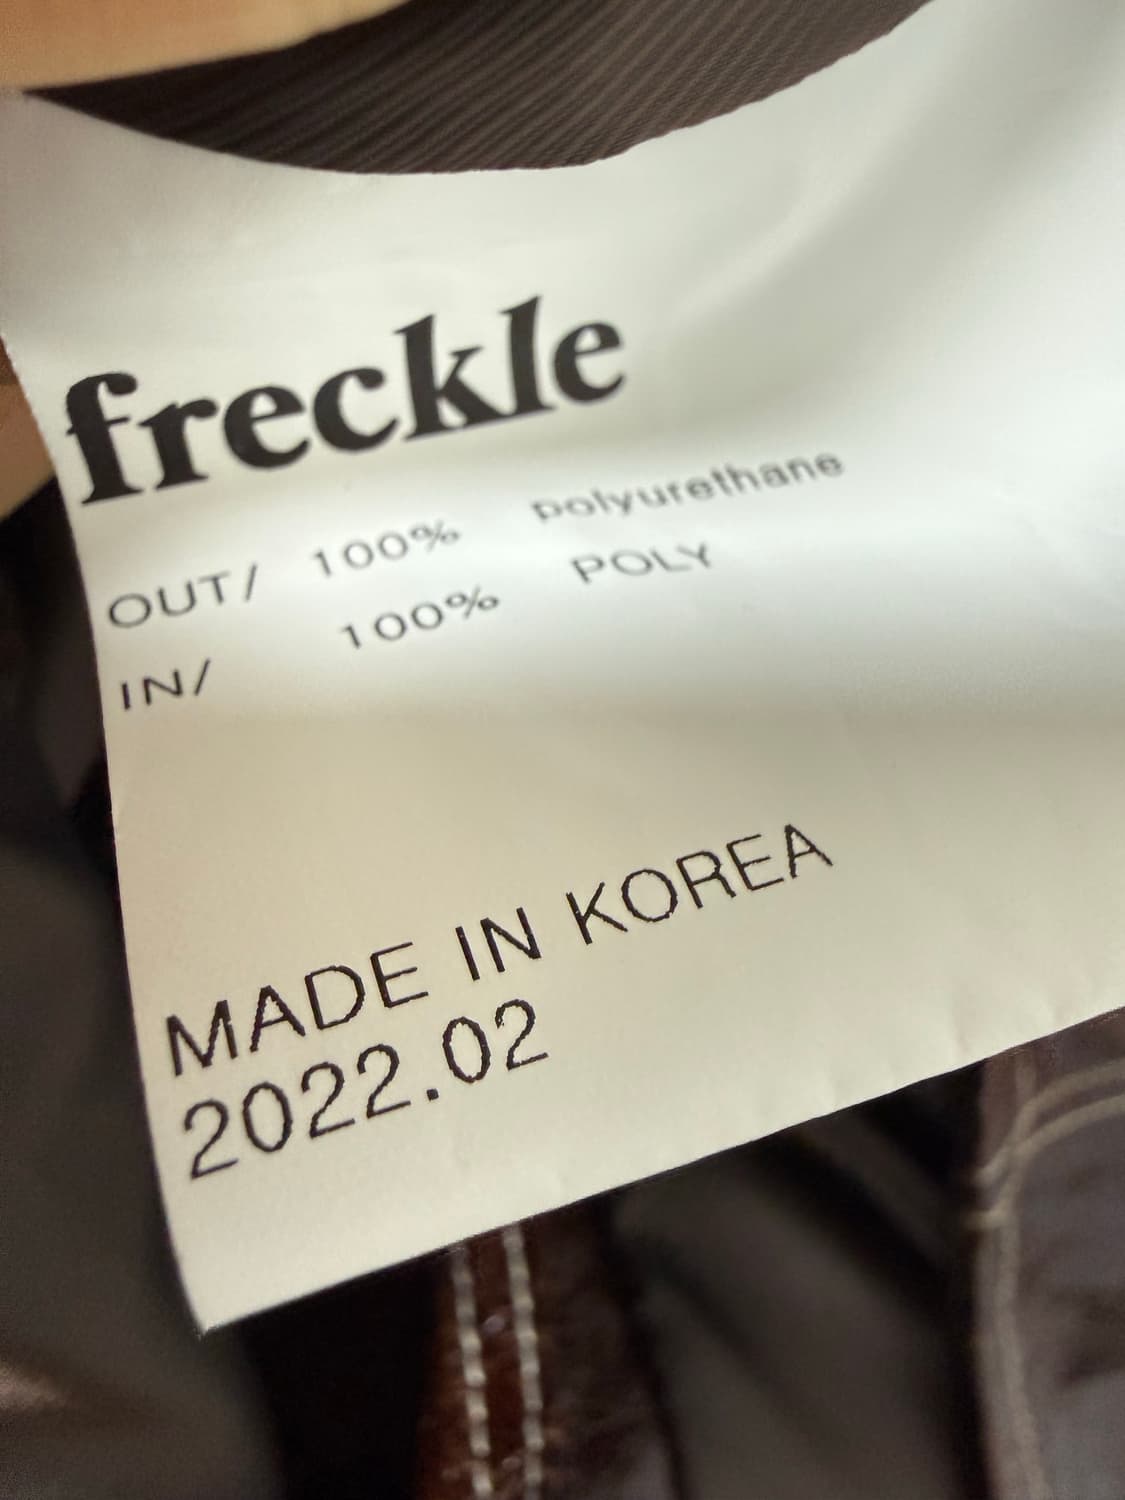 freckle
OUT/ 100% polyurethane
IN/ 100% POLY
MADE IN KOREA
2022.02